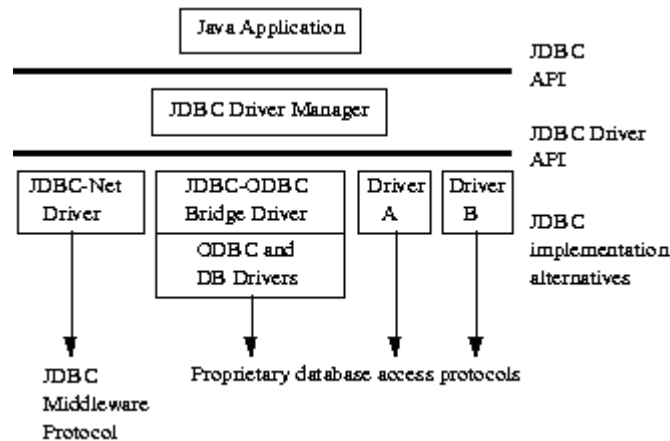 Java Application
JDBC
API
JDBC Driver Manager
JDBC Driver
API
JDBC-Net
Driver
JDBC-ODBC
Bridge Driver
ODBC and
DB Drivers
Driver
A
Driver
B
JDBC
implementation
alternatives
JDBC
Middleware
Protocol
Proprietary database access protocols